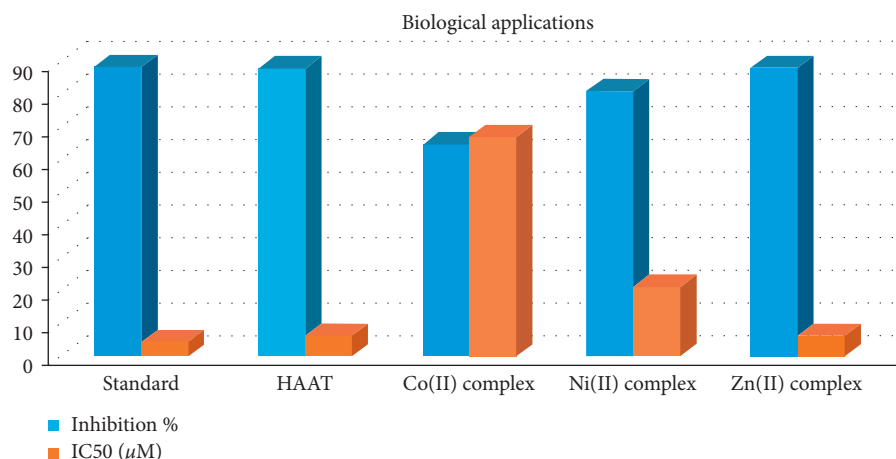 Biological applications
90
80
70
60
50
40
30
20
10
0
Standard HAAT Co(II) complex Ni(II) complex Zn(II) complex
Inhibition %
IC50 (μM)